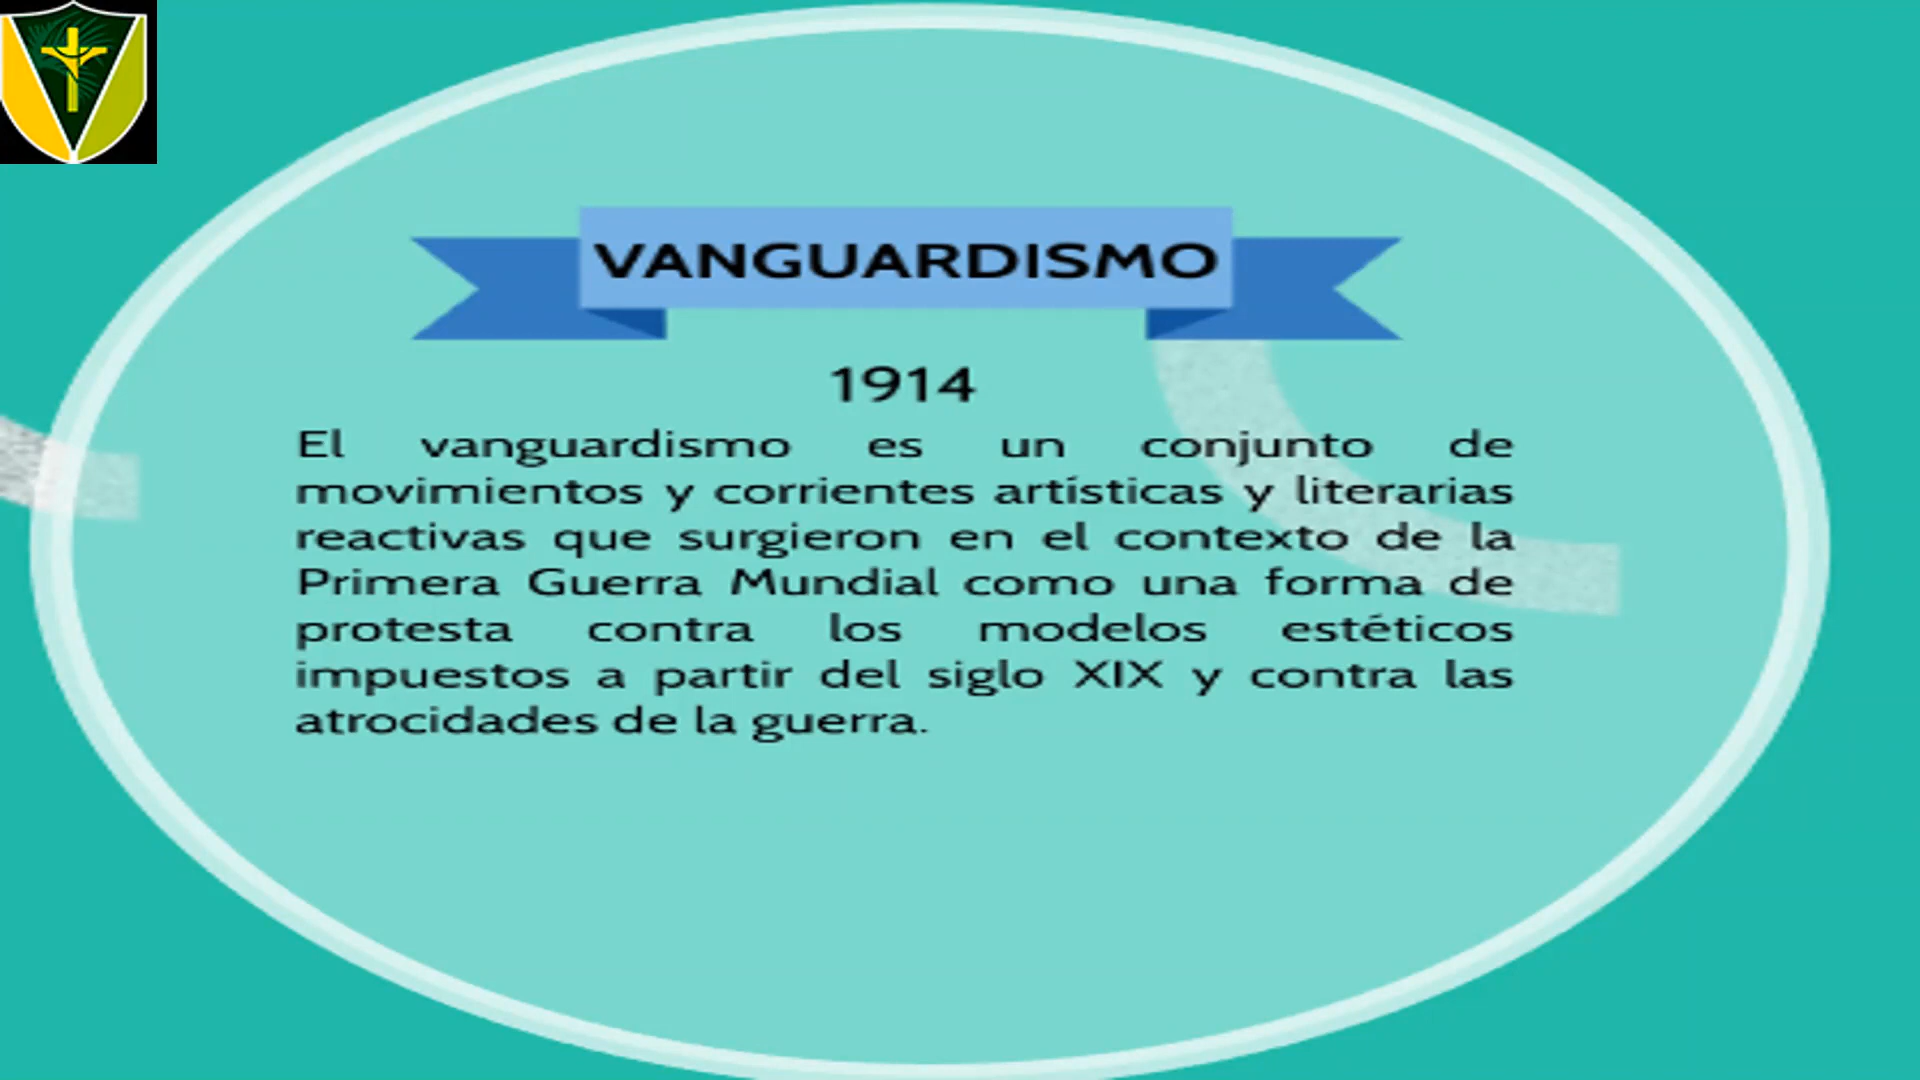 VANGUARDISMO
1914
El vanguardismo es un conjunto de
movimientos y corrientes artísticas y literarias
reactivas que surgieron en el contexto de la
Primera Guerra Mundial como una forma de
protesta contra los modelos estéticos
impuestos a partir del siglo XIX y contra las
atrocidades de la guerra.